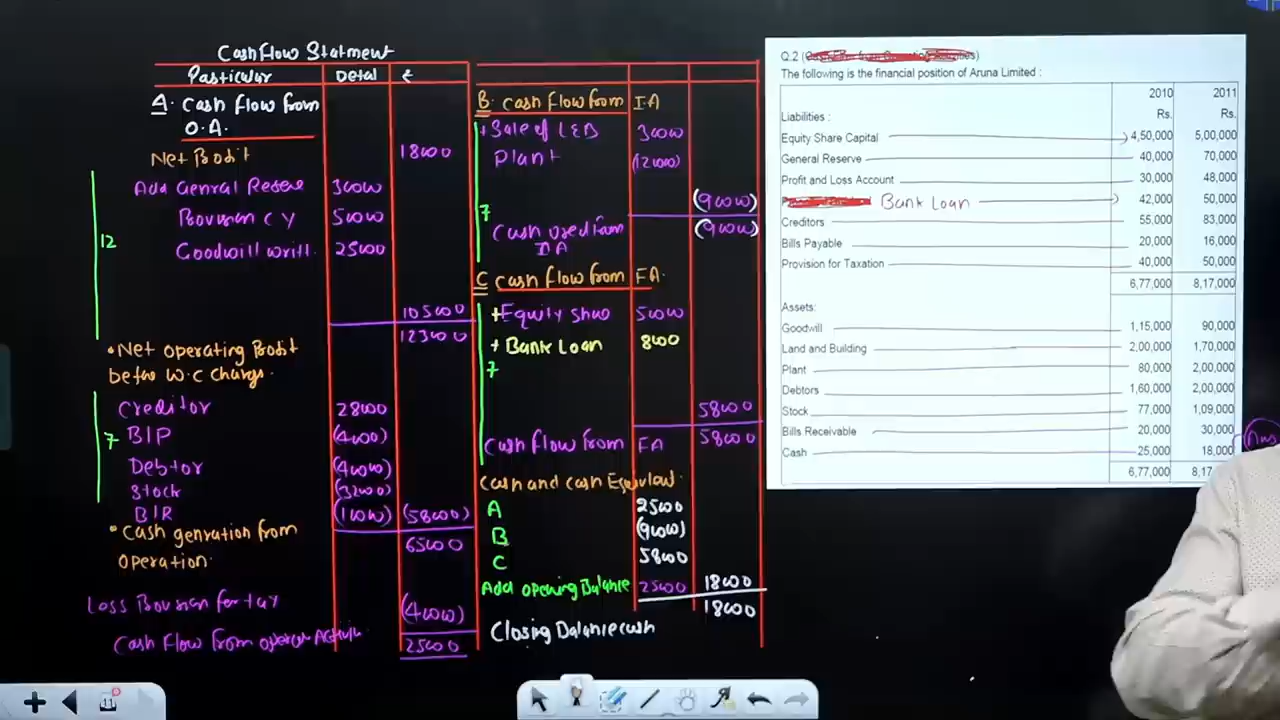 Cash Flow Statment
Particular Detal ₹
A. Cash flow from
O.A.
Net Profit 18000
Add Genral Reseve 30000
Provision C Y 50000
Goodwill writt. 25000
12
105000
123000
• Net operating Profit
before W.C Change.
Creditor 28000
7 B/P (4000)
Debtor (40000)
Stock (32000)
B/R (10000) (58000)
• Cash genration from 65000
operation.
Less Provision for tax (40000)
Cash Flow from 25000
B. Cash flow from I A
+ Sale of L&B 30000
Plant (120000)
7 (90000)
Cash used from (90000)
I A
C Cash flow from FA.
+ Equity 50000
+ Bank Loan 8000
7
58000
Cash flow from FA 58000
Cash and cash
A 25000
B (90000)
C 58000
Add opening Balance 25000 18000
18000
Closing Balance cash
Q.2 (
The following is the financial position of Aruna Limited :
2010 2011
Rs. Rs.
Liabilities :
Equity Share Capital 4,50,000 5,00,000
General Reserve 40,000 70,000
Profit and Loss Account 30,000 48,000
Bank Loan 42,000 50,000
Creditors 55,000 83,000
Bills Payable 20,000 16,000
Provision for Taxation 40,000 50,000
6,77,000 8,17,000
Assets:
Goodwill 1,15,000 90,000
Land and Building 2,00,000 1,70,000
Plant 80,000 2,00,000
Debtors 1,60,000 2,00,000
Stock 77,000 1,09,000
Bills Receivable 20,000 30,000
Cash 25,000 18,000
6,77,000 8,17
Ans
11